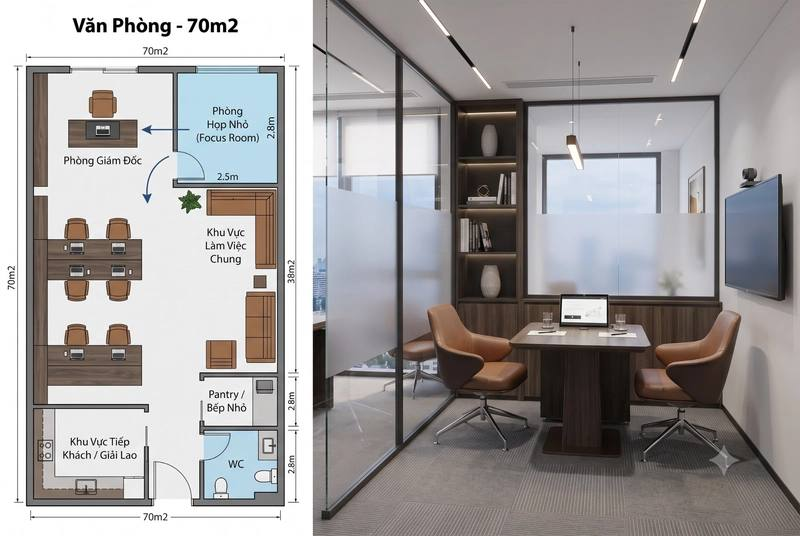 Văn Phòng - 70m2
70m2
70m2
Phòng Giám Đốc
Phòng
Họp Nhỏ
(Focus Room)
2.8m
2.5m
Khu Vực
Làm Việc
Chung
38m2
Pantry /
Bếp Nhỏ
2.8m
Khu Vực Tiếp
Khách / Giải Lao
WC
2.8m
70m2